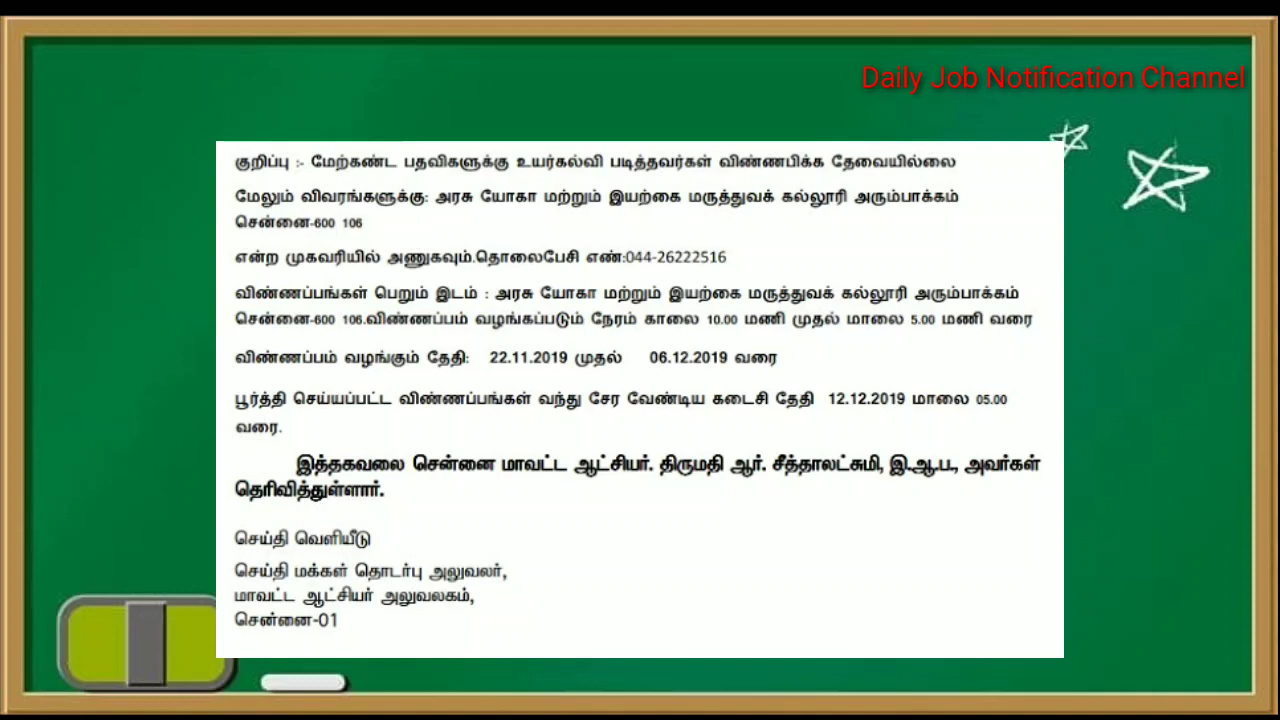 Daily Job Notification Channel
குறிப்பு :- மேற்கண்ட பதவிகளுக்கு உயர்கல்வி படித்தவர்கள் விண்ணபிக்க தேவையில்லை
மேலும் விவரங்களுக்கு: அரசு யோகா மற்றும் இயற்கை மருத்துவக் கல்லூரி அரும்பாக்கம்
சென்னை-600 106
என்ற முகவரியில் அணுகவும்.தொலைபேசி எண்:044-26222516
விண்ணப்பங்கள் பெறும் இடம் : அரசு யோகா மற்றும் இயற்கை மருத்துவக் கல்லூரி அரும்பாக்கம்
சென்னை-600 106.விண்ணப்பம் வழங்கப்படும் நேரம் காலை 10.00 மணி முதல் மாலை 5.00 மணி வரை
விண்ணப்பம் வழங்கும் தேதி: 22.11.2019 முதல் 06.12.2019 வரை
பூர்த்தி செய்யப்பட்ட விண்ணப்பங்கள் வந்து சேர வேண்டிய கடைசி தேதி 12.12.2019 மாலை 05.00
வரை.
இத்தகவலை சென்னை மாவட்ட ஆட்சியர். திருமதி ஆர். சீத்தாலட்சுமி, இ.ஆ.ப., அவர்கள்
தெரிவித்துள்ளார்.
செய்தி வெளியீடு
செய்தி மக்கள் தொடர்பு அலுவலர்,
மாவட்ட ஆட்சியர் அலுவலகம்,
சென்னை-01